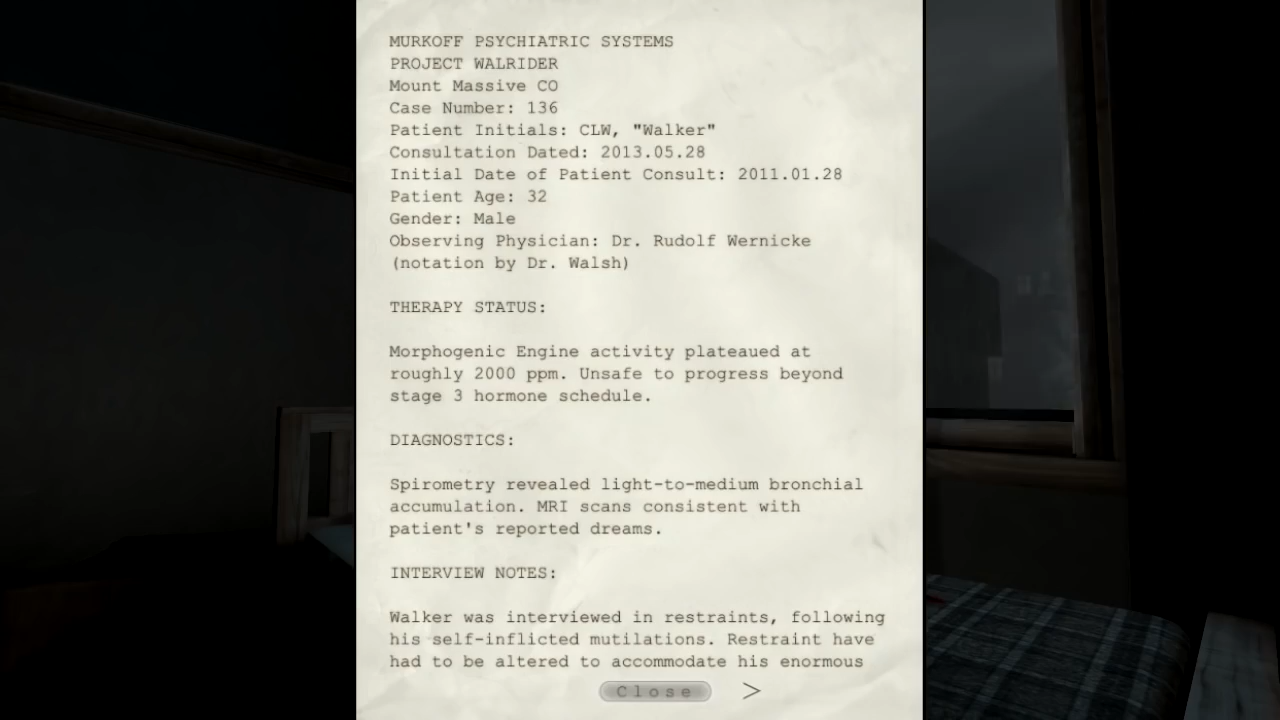 MURKOFF PSYCHIATRIC SYSTEMS
PROJECT WALRIDER
Mount Massive CO
Case Number: 136
Patient Initials: CLW, "Walker"
Consultation Dated: 2013.05.28
Initial Date of Patient Consult: 2011.01.28
Patient Age: 32
Gender: Male
Observing Physician: Dr. Rudolf Wernicke
(notation by Dr. Walsh)
THERAPY STATUS:
Morphogenic Engine activity plateaued at
roughly 2000 ppm. Unsafe to progress beyond
stage 3 hormone schedule.
DIAGNOSTICS:
Spirometry revealed light-to-medium bronchial
accumulation. MRI scans consistent with
patient's reported dreams.
INTERVIEW NOTES:
Walker was interviewed in restraints, following
his self-inflicted mutilations. Restraint have
had to be altered to accommodate his enormous
Close >